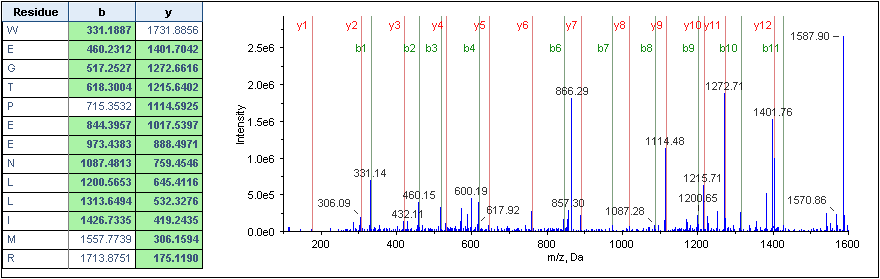 Residue b y
W 331.1887 1731.8856
E 460.2312 1401.7042
G 517.2527 1272.6616
T 618.3004 1215.6402
P 715.3532 1114.5925
E 844.3957 1017.5397
E 973.4383 888.4971
N 1087.4813 759.4546
L 1200.5653 645.4116
L 1313.6494 532.3276
I 1426.7335 419.2435
M 1557.7739 306.1594
R 1713.8751 175.1190
y1 y2 y3 y4 y5 y6 y7 y8 y9 y10 y11 y12
b1 b2 b3 b4 b6 b7 b8 b9 b10 b11
1587.90
2.5e6
2.0e6
1.5e6
1.0e6
5.0e5
0.0e0
Intensity
866.29
1272.71
1401.76
1114.48
331.14
1215.71
600.19
460.15
1200.65
306.09
432.11
617.92
857.30
1087.28
1570.86
200 400 600 800 1000 1200 1400 1600
m/z, Da